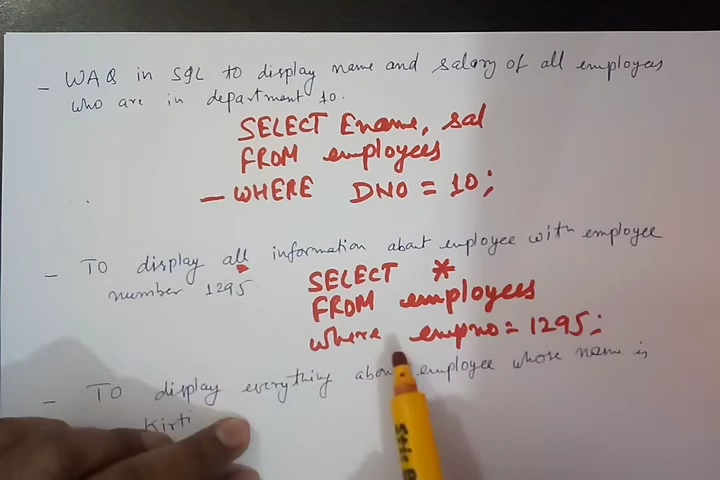 - WAQ in SQL to display name and salary of all employees
who are in department 10.
SELECT Ename, sal
FROM employees
- WHERE DNO = 10;
- TO display all information about employee with employee
number 1295.
SELECT *
FROM employees
where empno = 1295;
- TO display everything about employee whose name is
Kirti